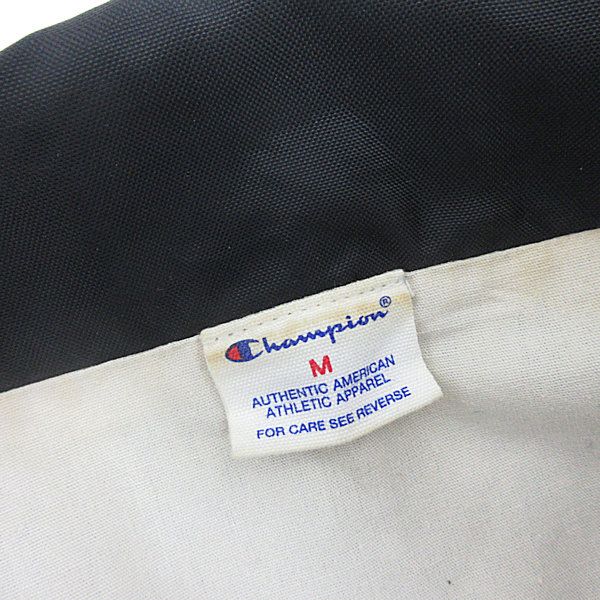 Champion®
M
AUTHENTIC AMERICAN
ATHLETIC APPAREL
FOR CARE SEE REVERSE